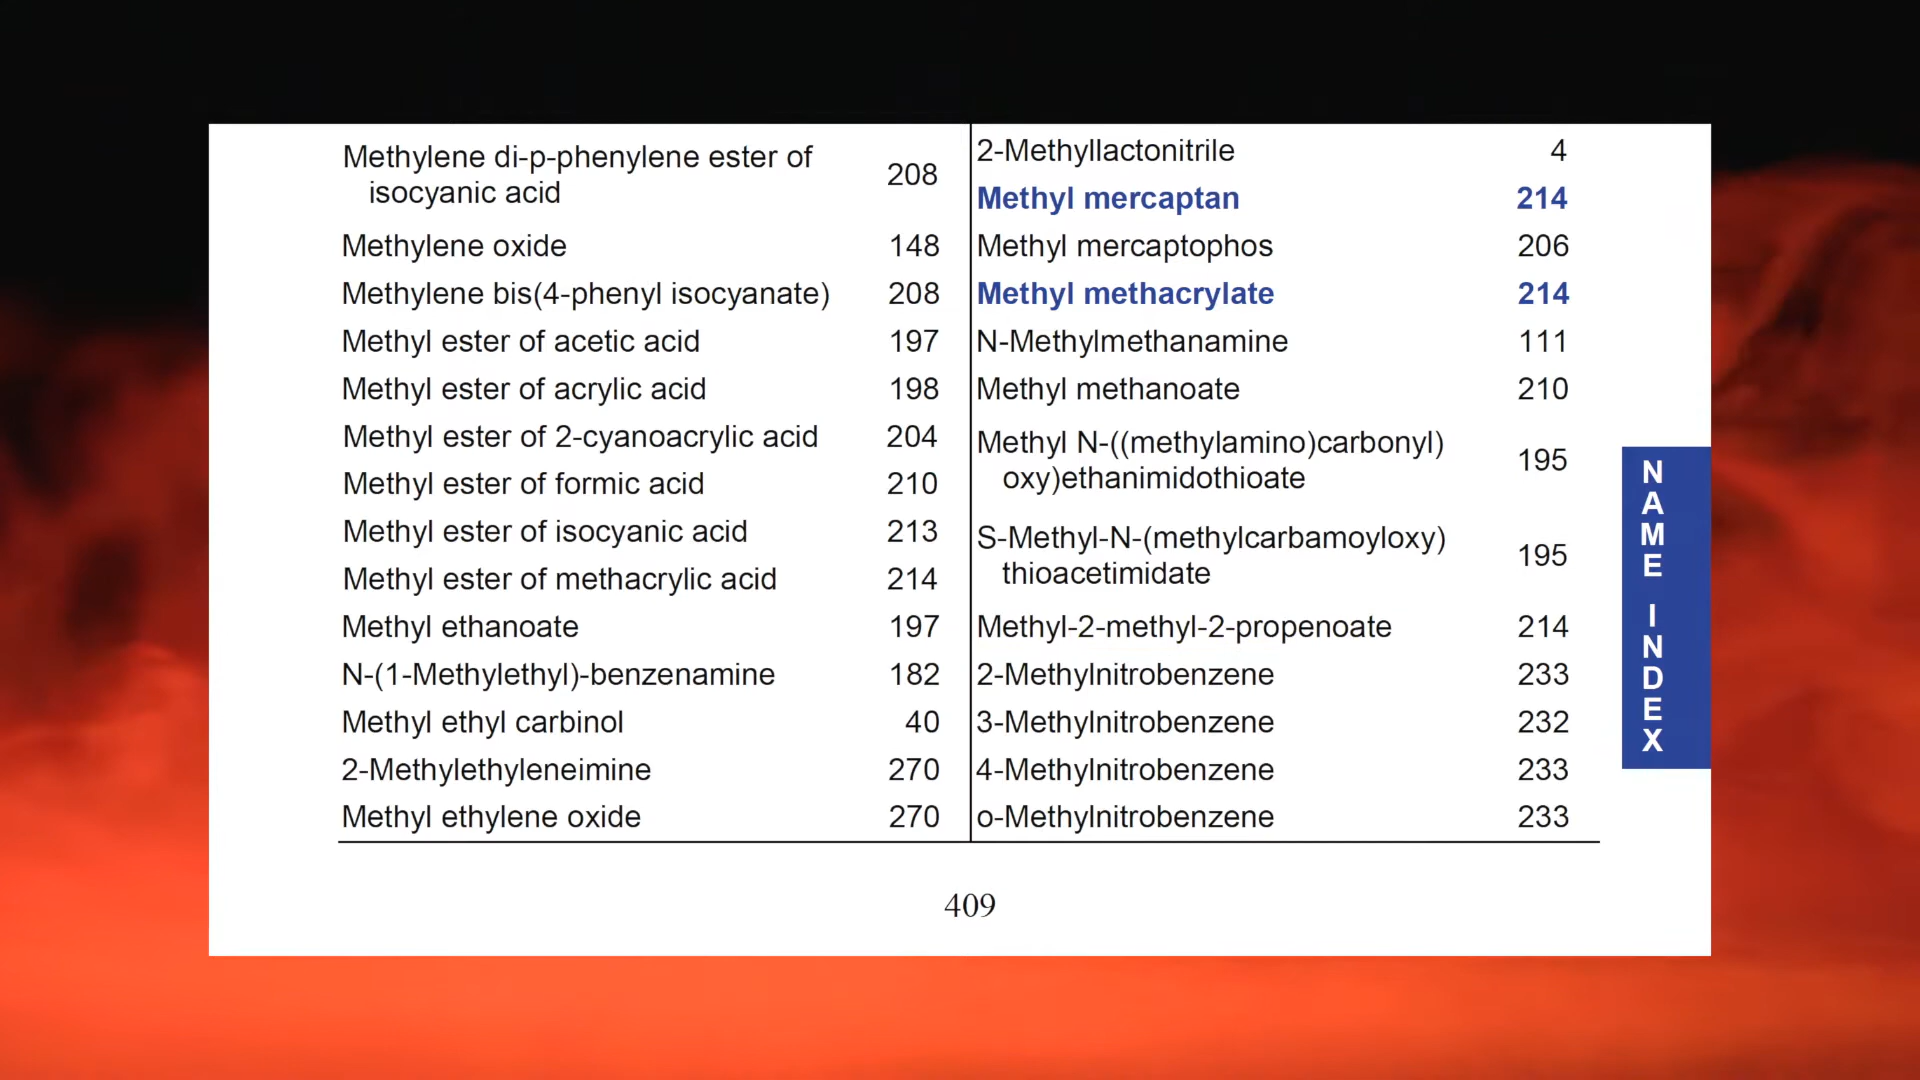 Methylene di-p-phenylene ester of
isocyanic acid 208
Methylene oxide 148
Methylene bis(4-phenyl isocyanate) 208
Methyl ester of acetic acid 197
Methyl ester of acrylic acid 198
Methyl ester of 2-cyanoacrylic acid 204
Methyl ester of formic acid 210
Methyl ester of isocyanic acid 213
Methyl ester of methacrylic acid 214
Methyl ethanoate 197
N-(1-Methylethyl)-benzenamine 182
Methyl ethyl carbinol 40
2-Methylethyleneimine 270
Methyl ethylene oxide 270
2-Methyllactonitrile 4
Methyl mercaptan 214
Methyl mercaptophos 206
Methyl methacrylate 214
N-Methylmethanamine 111
Methyl methanoate 210
Methyl N-((methylamino)carbonyl)
oxy)ethanimidothioate 195
S-Methyl-N-(methylcarbamoyloxy)
thioacetimidate 195
Methyl-2-methyl-2-propenoate 214
2-Methylnitrobenzene 233
3-Methylnitrobenzene 232
4-Methylnitrobenzene 233
o-Methylnitrobenzene 233
NAME INDEX
409